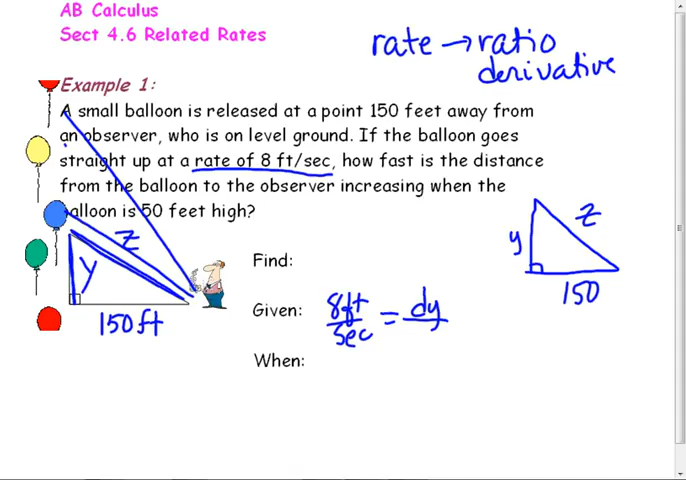 AB Calculus
Sect 4.6 Related Rates
rate → ratio
derivative
Example 1:
A small balloon is released at a point 150 feet away from
an observer, who is on level ground. If the balloon goes
straight up at a rate of 8 ft/sec, how fast is the distance
from the balloon to the observer increasing when the
balloon is 50 feet high?
z
y
150 ft
z
y
150
Find:
Given: 8ft/sec = dy
When: